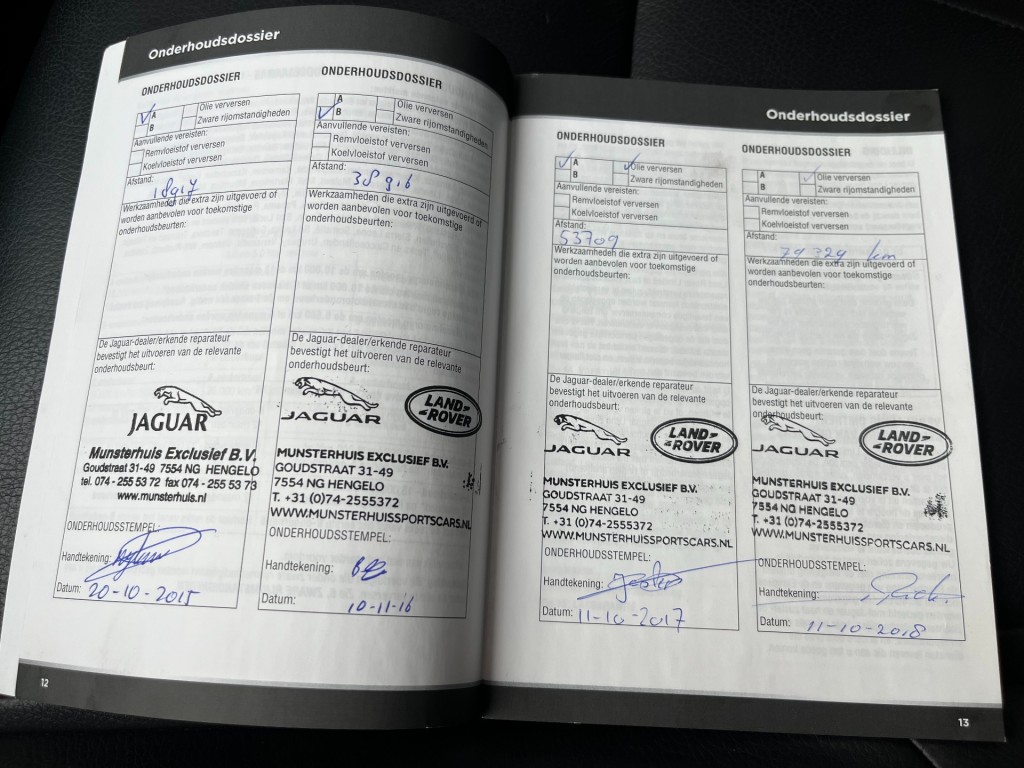 Onderhoudsdossier
ONDERHOUDSDOSSIER
A
Olie verversen
B
Zware rijomstandigheden
Aanvullende vereisten:
Remvloeistof verversen
Koelvloeistof verversen
Afstand:
18917
Werkzaamheden die extra zijn uitgevoerd of
worden aanbevolen voor toekomstige
onderhoudsbeurten:
De Jaguar-dealer/erkende reparateur
bevestigt het uitvoeren van de relevante
onderhoudsbeurt:
JAGUAR
Munsterhuis Exclusief B.V.
Goudstraat 31-49 7554 NG HENGELO
tel. 074 - 255 53 72 fax 074 - 255 53 73
www.munsterhuis.nl
ONDERHOUDSSTEMPEL:
Handtekening:
Datum: 20-10-2015
ONDERHOUDSDOSSIER
A
Olie verversen
B
Zware rijomstandigheden
Aanvullende vereisten:
Remvloeistof verversen
Koelvloeistof verversen
Afstand:
38916
Werkzaamheden die extra zijn uitgevoerd of
worden aanbevolen voor toekomstige
onderhoudsbeurten:
De Jaguar-dealer/erkende reparateur
bevestigt het uitvoeren van de relevante
onderhoudsbeurt:
JAGUAR
LAND
ROVER
MUNSTERHUIS EXCLUSIEF B.V.
GOUDSTRAAT 31-49
7554 NG HENGELO
T. +31 (0)74-2555372
WWW.MUNSTERHUISSPORTSCARS.NL
ONDERHOUDSSTEMPEL:
Handtekening:
Datum: 10-11-16
12
Onderhoudsdossier
ONDERHOUDSDOSSIER
A
Olie verversen
B
Zware rijomstandigheden
Aanvullende vereisten:
Remvloeistof verversen
Koelvloeistof verversen
Afstand:
53709
Werkzaamheden die extra zijn uitgevoerd of
worden aanbevolen voor toekomstige
onderhoudsbeurten:
De Jaguar-dealer/erkende reparateur
bevestigt het uitvoeren van de relevante
onderhoudsbeurt:
JAGUAR
LAND
ROVER
MUNSTERHUIS EXCLUSIEF B.V.
GOUDSTRAAT 31-49
7554 NG HENGELO
T. +31 (0)74-2555372
WWW.MUNSTERHUISSPORTSCARS.NL
ONDERHOUDSSTEMPEL:
Handtekening:
Datum: 11-10-2017
ONDERHOUDSDOSSIER
A
Olie verversen
B
Zware rijomstandigheden
Aanvullende vereisten:
Remvloeistof verversen
Koelvloeistof verversen
Afstand:
79329 km
Werkzaamheden die extra zijn uitgevoerd of
worden aanbevolen voor toekomstige
onderhoudsbeurten:
De Jaguar-dealer/erkende reparateur
bevestigt het uitvoeren van de relevante
onderhoudsbeurt:
JAGUAR
LAND
ROVER
MUNSTERHUIS EXCLUSIEF B.V.
GOUDSTRAAT 31-49
7554 NG HENGELO
T. +31 (0)74-2555372
WWW.MUNSTERHUISSPORTSCARS.NL
ONDERHOUDSSTEMPEL:
Handtekening:
Datum: 11-10-2018
13